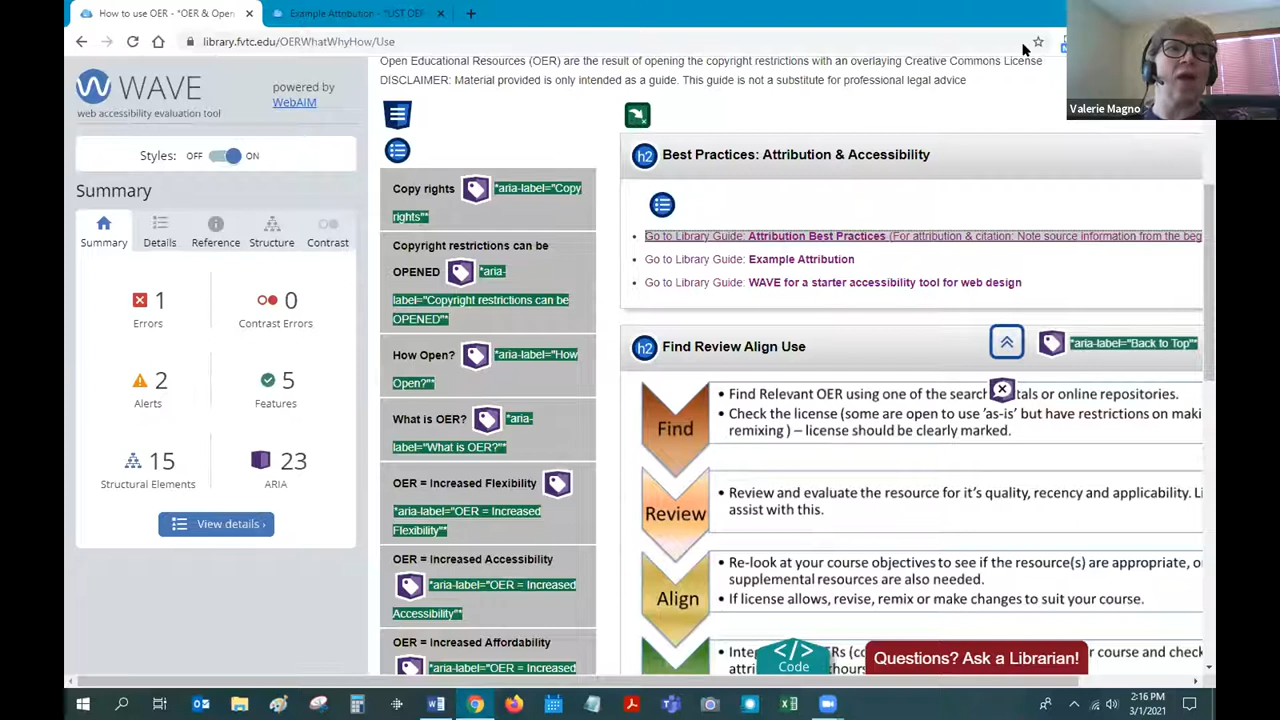 How to use OER - "OER & Open
Example Attribution - "UST OEF
library.fvtc.edu/OERWhatWhyHow/Use
Valerie Magno
WAVE
web accessibility evaluation tool
powered by
WebAIM
Styles: OFF ON
Summary
Summary
Details
Reference
Structure
Contrast
1
Errors
0
Contrast Errors
2
Alerts
5
Features
15
Structural Elements
23
ARIA
View details ›
Open Educational Resources (OER) are the result of opening the copyright restrictions with an overlaying Creative Commons License
DISCLAIMER: Material provided is only intended as a guide. This guide is not a substitute for professional legal advice
Copy rights *aria-label="Copy
rights"*
Copyright restrictions can be
OPENED *aria-
label="Copyright restrictions can be
OPENED"*
How Open? *aria-label="How
Open?"*
What is OER? *aria-
label="What is OER?"*
OER = Increased Flexibility
*aria-label="OER = Increased
Flexibility"*
OER = Increased Accessibility
*aria-label="OER = Increased
Accessibility"*
OER = Increased Affordability
*aria-label="OER = Increased
h2 Best Practices: Attribution & Accessibility
Go to Library Guide: Attribution Best Practices (For attribution & citation: Note source information from the beg
Go to Library Guide: Example Attribution
Go to Library Guide: WAVE for a starter accessibility tool for web design
h2 Find Review Align Use
*aria-label="Back to Top"*
Find
• Find Relevant OER using one of the search tals or online repositories.
• Check the license (some are open to use 'as-is' but have restrictions on maki
remixing ) – license should be clearly marked.
Review
• Review and evaluate the resource for it's quality, recency and applicability. Li
assist with this.
Align
• Re-look at your course objectives to see if the resource(s) are appropriate, o
supplemental resources are also needed.
• If license allows, revise, remix or make changes to suit your course.
</>
Code
Questions? Ask a Librarian!
2:16 PM
3/1/2021